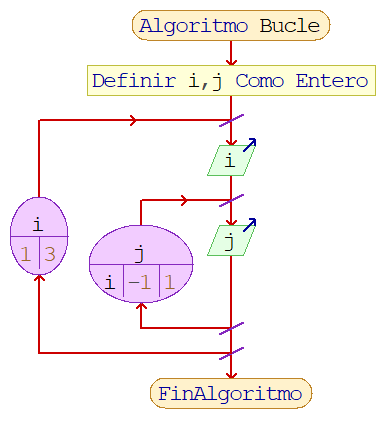 Algoritmo Bucle
Definir i,j Como Entero
i
i
1 3
j
j
i -1 1
FinAlgoritmo